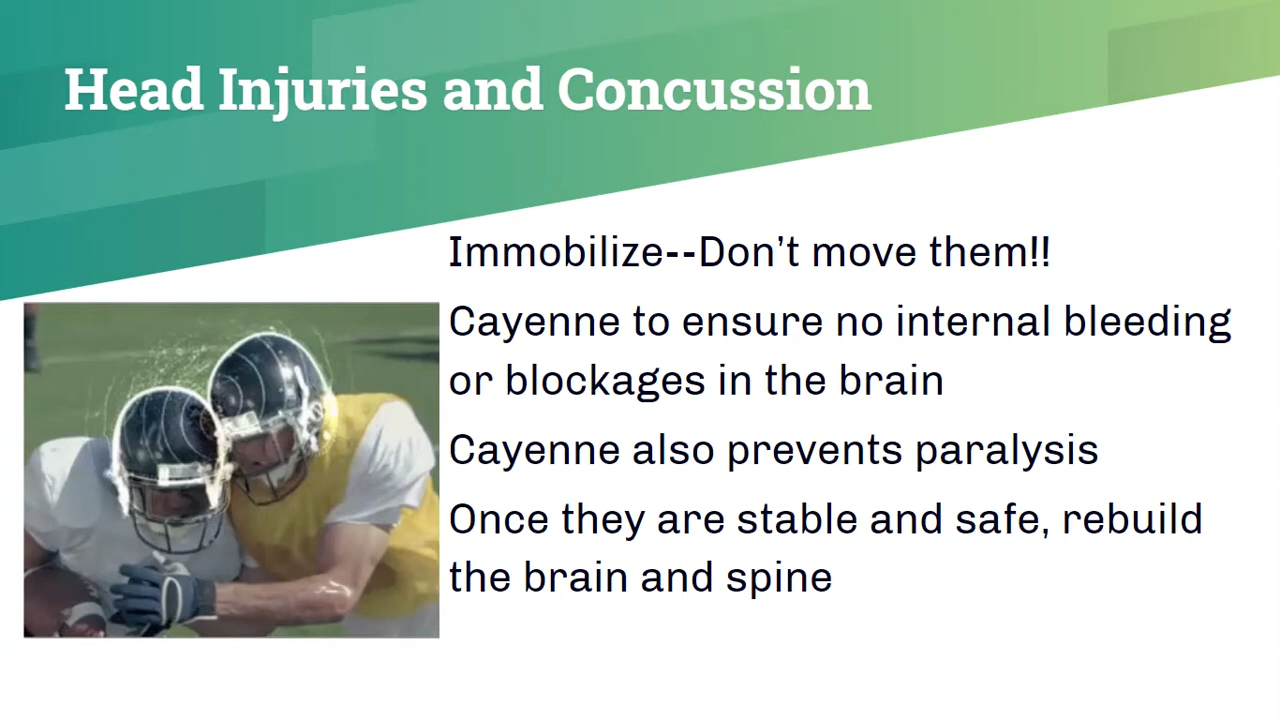 Head Injuries and Concussion
Immobilize--Don’t move them!!
Cayenne to ensure no internal bleeding
or blockages in the brain
Cayenne also prevents paralysis
Once they are stable and safe, rebuild
the brain and spine